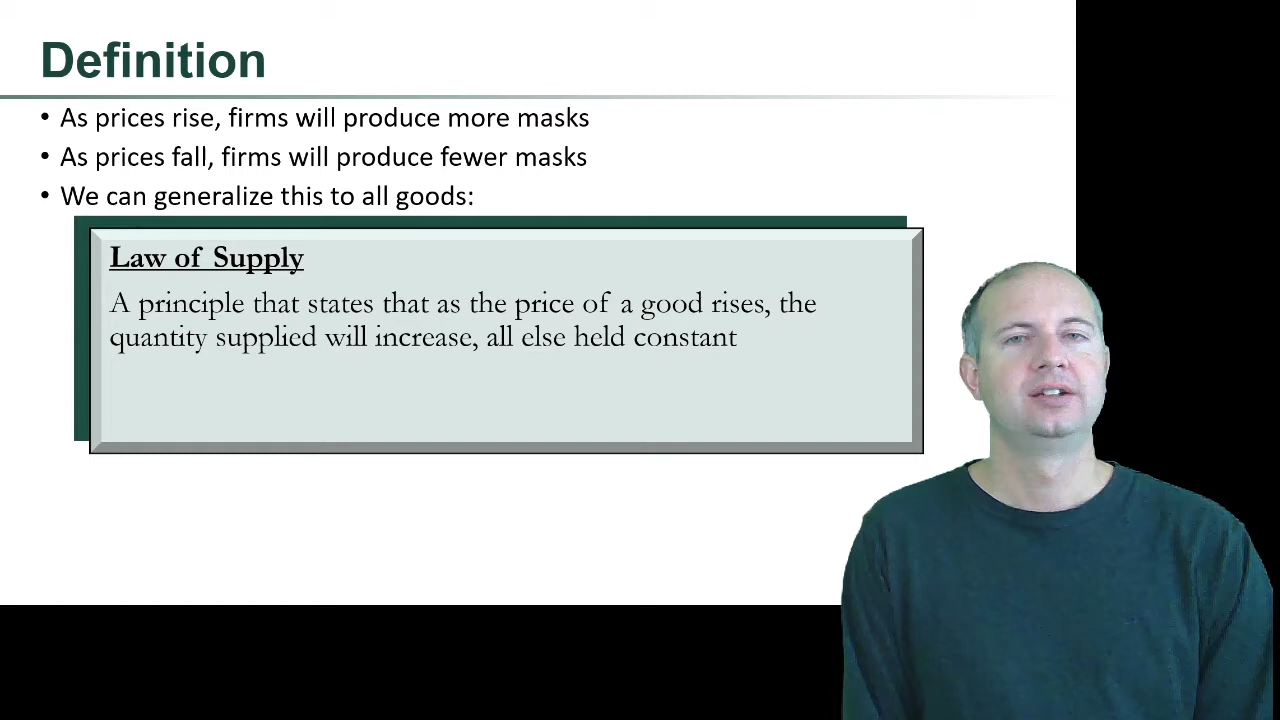 Definition
• As prices rise, firms will produce more masks
• As prices fall, firms will produce fewer masks
• We can generalize this to all goods:
Law of Supply
A principle that states that as the price of a good rises, the
quantity supplied will increase, all else held constant